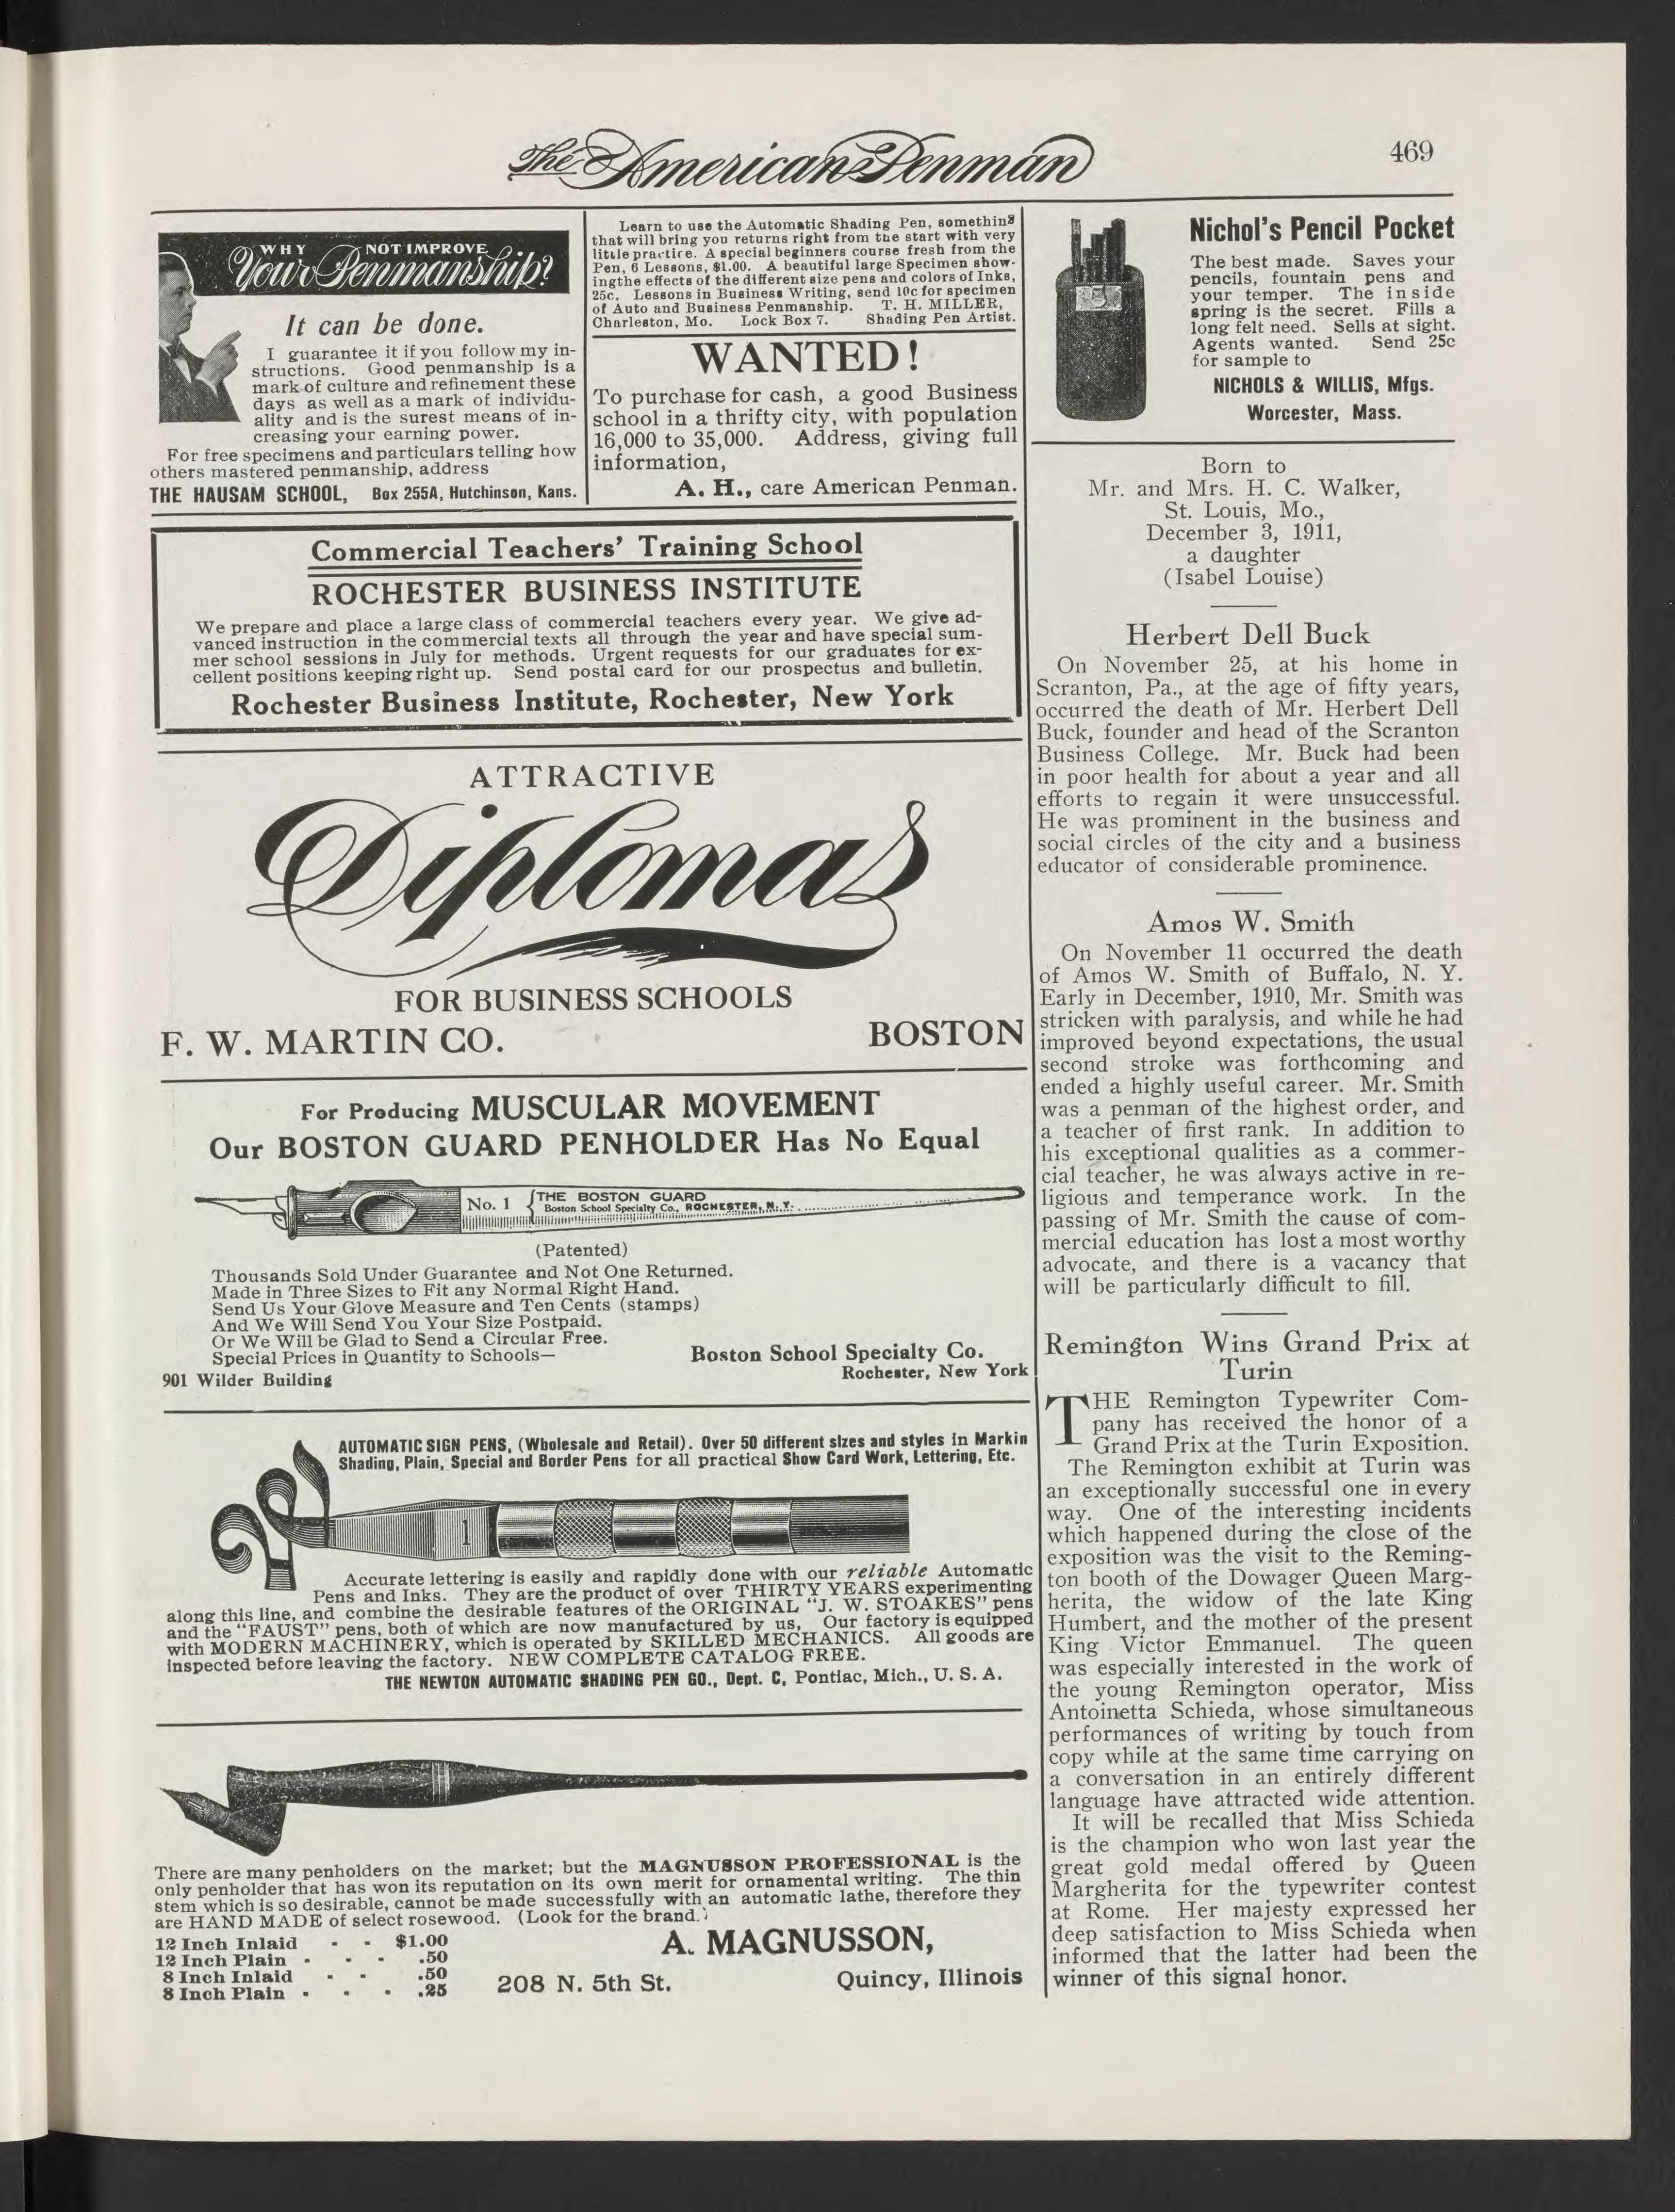 The American Penman
469
WHY NOT IMPROVE
Your Penmanship?
It can be done.
I guarantee it if you follow my in-
structions. Good penmanship is a
mark of culture and refinement these
days as well as a mark of individu-
ality and is the surest means of in-
creasing your earning power.
For free specimens and particulars telling how
others mastered penmanship, address
THE HAUSAM SCHOOL, Box 255A, Hutchinson, Kans.
Learn to use the Automatic Shading Pen, something
that will bring you returns right from the start with very
little practice. A special beginners course fresh from the
Pen, 6 Lessons, $1.00. A beautiful large Specimen show-
ingthe effects of the different size pens and colors of Inks,
25c. Lessons in Business Writing, send 10c for specimen
of Auto and Business Penmanship. T. H. MILLER,
Charleston, Mo. Lock Box 7. Shading Pen Artist.
WANTED!
To purchase for cash, a good Business
school in a thrifty city, with population
16,000 to 35,000. Address, giving full
information,
A. H., care American Penman.
Commercial Teachers' Training School
ROCHESTER BUSINESS INSTITUTE
We prepare and place a large class of commercial teachers every year. We give ad-
vanced instruction in the commercial texts all through the year and have special sum-
mer school sessions in July for methods. Urgent requests for our graduates for ex-
cellent positions keeping right up. Send postal card for our prospectus and bulletin.
Rochester Business Institute, Rochester, New York
ATTRACTIVE
Diplomas
FOR BUSINESS SCHOOLS
F. W. MARTIN CO. BOSTON
For Producing MUSCULAR MOVEMENT
Our BOSTON GUARD PENHOLDER Has No Equal
No. 1 { THE BOSTON GUARD
Boston School Specialty Co., ROCHESTER, N. Y.
(Patented)
Thousands Sold Under Guarantee and Not One Returned.
Made in Three Sizes to Fit any Normal Right Hand.
Send Us Your Glove Measure and Ten Cents (stamps)
And We Will Send You Your Size Postpaid.
Or We Will be Glad to Send a Circular Free.
Special Prices in Quantity to Schools—
Boston School Specialty Co.
901 Wilder Building Rochester, New York
AUTOMATIC SIGN PENS, (Wholesale and Retail). Over 50 different sizes and styles in Markin
Shading, Plain, Special and Border Pens for all practical Show Card Work, Lettering, Etc.
1
Accurate lettering is easily and rapidly done with our reliable Automatic
Pens and Inks. They are the product of over THIRTY YEARS experimenting
along this line, and combine the desirable features of the ORIGINAL "J. W. STOAKES" pens
and the "FAUST" pens, both of which are now manufactured by us, Our factory is equipped
with MODERN MACHINERY, which is operated by SKILLED MECHANICS. All goods are
inspected before leaving the factory. NEW COMPLETE CATALOG FREE.
THE NEWTON AUTOMATIC SHADING PEN GO., Dept. C, Pontiac, Mich., U. S. A.
There are many penholders on the market; but the MAGNUSSON PROFESSIONAL is the
only penholder that has won its reputation on its own merit for ornamental writing. The thin
stem which is so desirable, cannot be made successfully with an automatic lathe, therefore they
are HAND MADE of select rosewood. (Look for the brand.)
12 Inch Inlaid - - $1.00
12 Inch Plain - - - .50
8 Inch Inlaid - - .50
8 Inch Plain - - - .25
A. MAGNUSSON,
208 N. 5th St. Quincy, Illinois
Nichol's Pencil Pocket
The best made. Saves your
pencils, fountain pens and
your temper. The inside
spring is the secret. Fills a
long felt need. Sells at sight.
Agents wanted. Send 25c
for sample to
NICHOLS & WILLIS, Mfgs.
Worcester, Mass.
Born to
Mr. and Mrs. H. C. Walker,
St. Louis, Mo.,
December 3, 1911,
a daughter
(Isabel Louise)
Herbert Dell Buck
On November 25, at his home in
Scranton, Pa., at the age of fifty years,
occurred the death of Mr. Herbert Dell
Buck, founder and head of the Scranton
Business College. Mr. Buck had been
in poor health for about a year and all
efforts to regain it were unsuccessful.
He was prominent in the business and
social circles of the city and a business
educator of considerable prominence.
Amos W. Smith
On November 11 occurred the death
of Amos W. Smith of Buffalo, N. Y.
Early in December, 1910, Mr. Smith was
stricken with paralysis, and while he had
improved beyond expectations, the usual
second stroke was forthcoming and
ended a highly useful career. Mr. Smith
was a penman of the highest order, and
a teacher of first rank. In addition to
his exceptional qualities as a commer-
cial teacher, he was always active in re-
ligious and temperance work. In the
passing of Mr. Smith the cause of com-
mercial education has lost a most worthy
advocate, and there is a vacancy that
will be particularly difficult to fill.
Remington Wins Grand Prix at
Turin
THE Remington Typewriter Com-
pany has received the honor of a
Grand Prix at the Turin Exposition.
The Remington exhibit at Turin was
an exceptionally successful one in every
way. One of the interesting incidents
which happened during the close of the
exposition was the visit to the Reming-
ton booth of the Dowager Queen Marg-
herita, the widow of the late King
Humbert, and the mother of the present
King Victor Emmanuel. The queen
was especially interested in the work of
the young Remington operator, Miss
Antoinetta Schieda, whose simultaneous
performances of writing by touch from
copy while at the same time carrying on
a conversation in an entirely different
language have attracted wide attention.
It will be recalled that Miss Schieda
is the champion who won last year the
great gold medal offered by Queen
Margherita for the typewriter contest
at Rome. Her majesty expressed her
deep satisfaction to Miss Schieda when
informed that the latter had been the
winner of this signal honor.